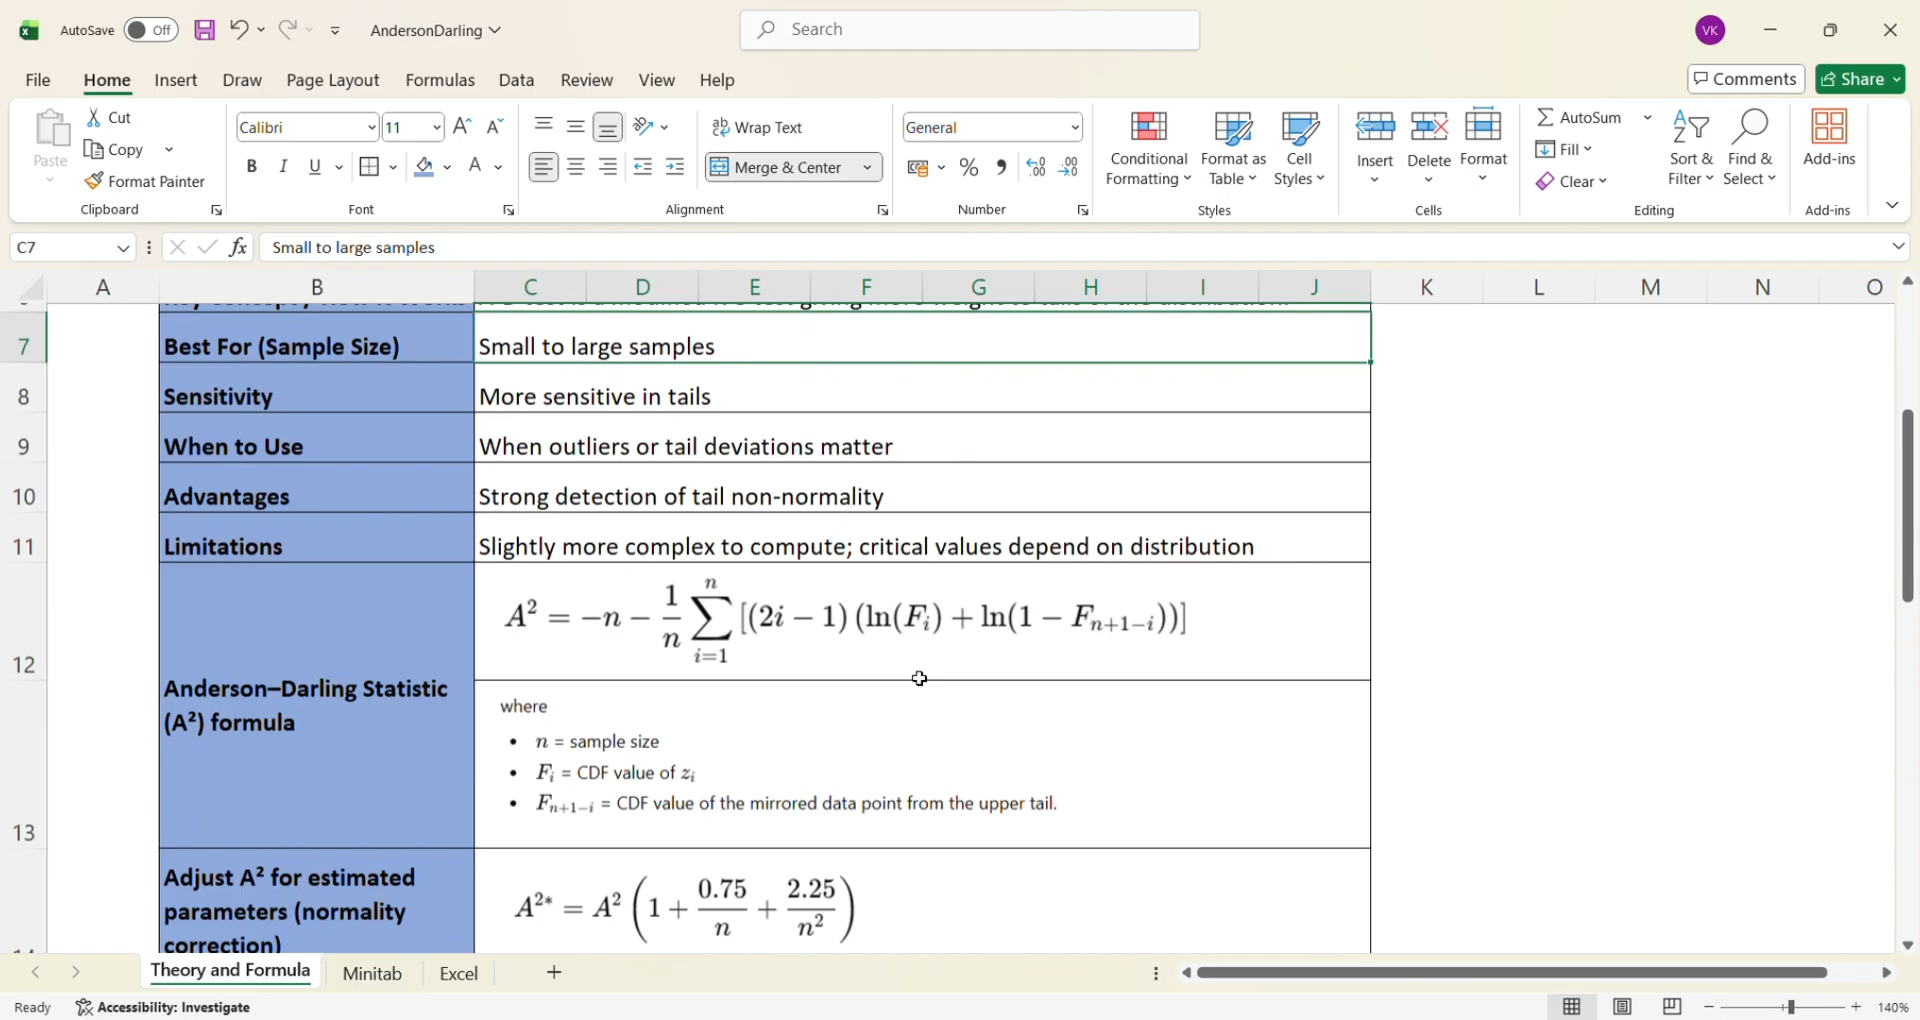 AutoSave Off AndersonDarling Search VK
File Home Insert Draw Page Layout Formulas Data Review View Help Comments Share
Paste Cut Copy Format Painter Clipboard
Calibri 11 B I U A Font
Wrap Text Merge & Center Alignment
General % Number
Conditional Formatting Format as Table Cell Styles Styles
Insert Delete Format Cells
AutoSum Fill Clear Sort & Filter Find & Select Editing
Add-ins Add-ins
C7 fx Small to large samples
A B C D E F G H I J K L M N O
7 Best For (Sample Size) Small to large samples
8 Sensitivity More sensitive in tails
9 When to Use When outliers or tail deviations matter
10 Advantages Strong detection of tail non-normality
11 Limitations Slightly more complex to compute; critical values depend on distribution
12 Anderson–Darling Statistic (A²) formula
A² = −n − 1/n ∑ⁿᵢ₌₁ [(2i − 1) (ln(Fᵢ) + ln(1 − Fₙ₊₁₋ᵢ))]
13 where
• n = sample size
• Fᵢ = CDF value of zᵢ
• Fₙ₊₁₋ᵢ = CDF value of the mirrored data point from the upper tail.
Adjust A² for estimated parameters (normality correction)
A²* = A² (1 + 0.75/n + 2.25/n²)
Theory and Formula Minitab Excel +
Ready Accessibility: Investigate − + 140%